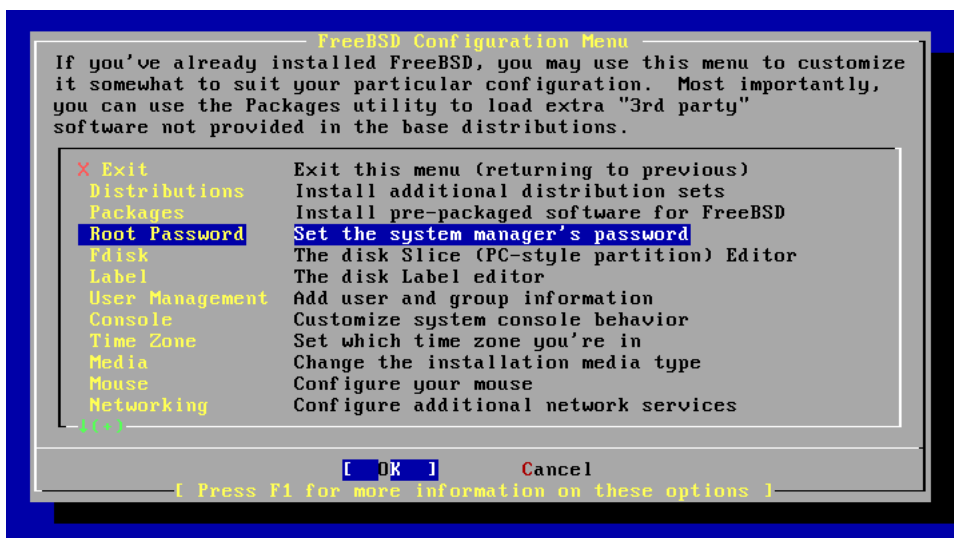 FreeBSD Configuration Menu
If you've already installed FreeBSD, you may use this menu to customize
it somewhat to suit your particular configuration.  Most importantly,
you can use the Packages utility to load extra "3rd party"
software not provided in the base distributions.
X Exit Exit this menu (returning to previous)
Distributions Install additional distribution sets
Packages Install pre-packaged software for FreeBSD
Root Password Set the system manager's password
Fdisk The disk Slice (PC-style partition) Editor
Label The disk Label editor
User Management Add user and group information
Console Customize system console behavior
Time Zone Set which time zone you're in
Media Change the installation media type
Mouse Configure your mouse
Networking Configure additional network services
↓(+)
[ OK ] Cancel
[ Press F1 for more information on these options ]